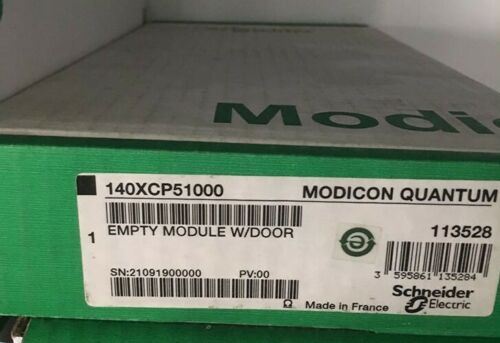 Modic
140XCP51000 MODICON QUANTUM
EMPTY MODULE W/DOOR 113528
1
3 595861 135284
SN:21091900000 PV:00
Ω Made in France
Schneider
Electric